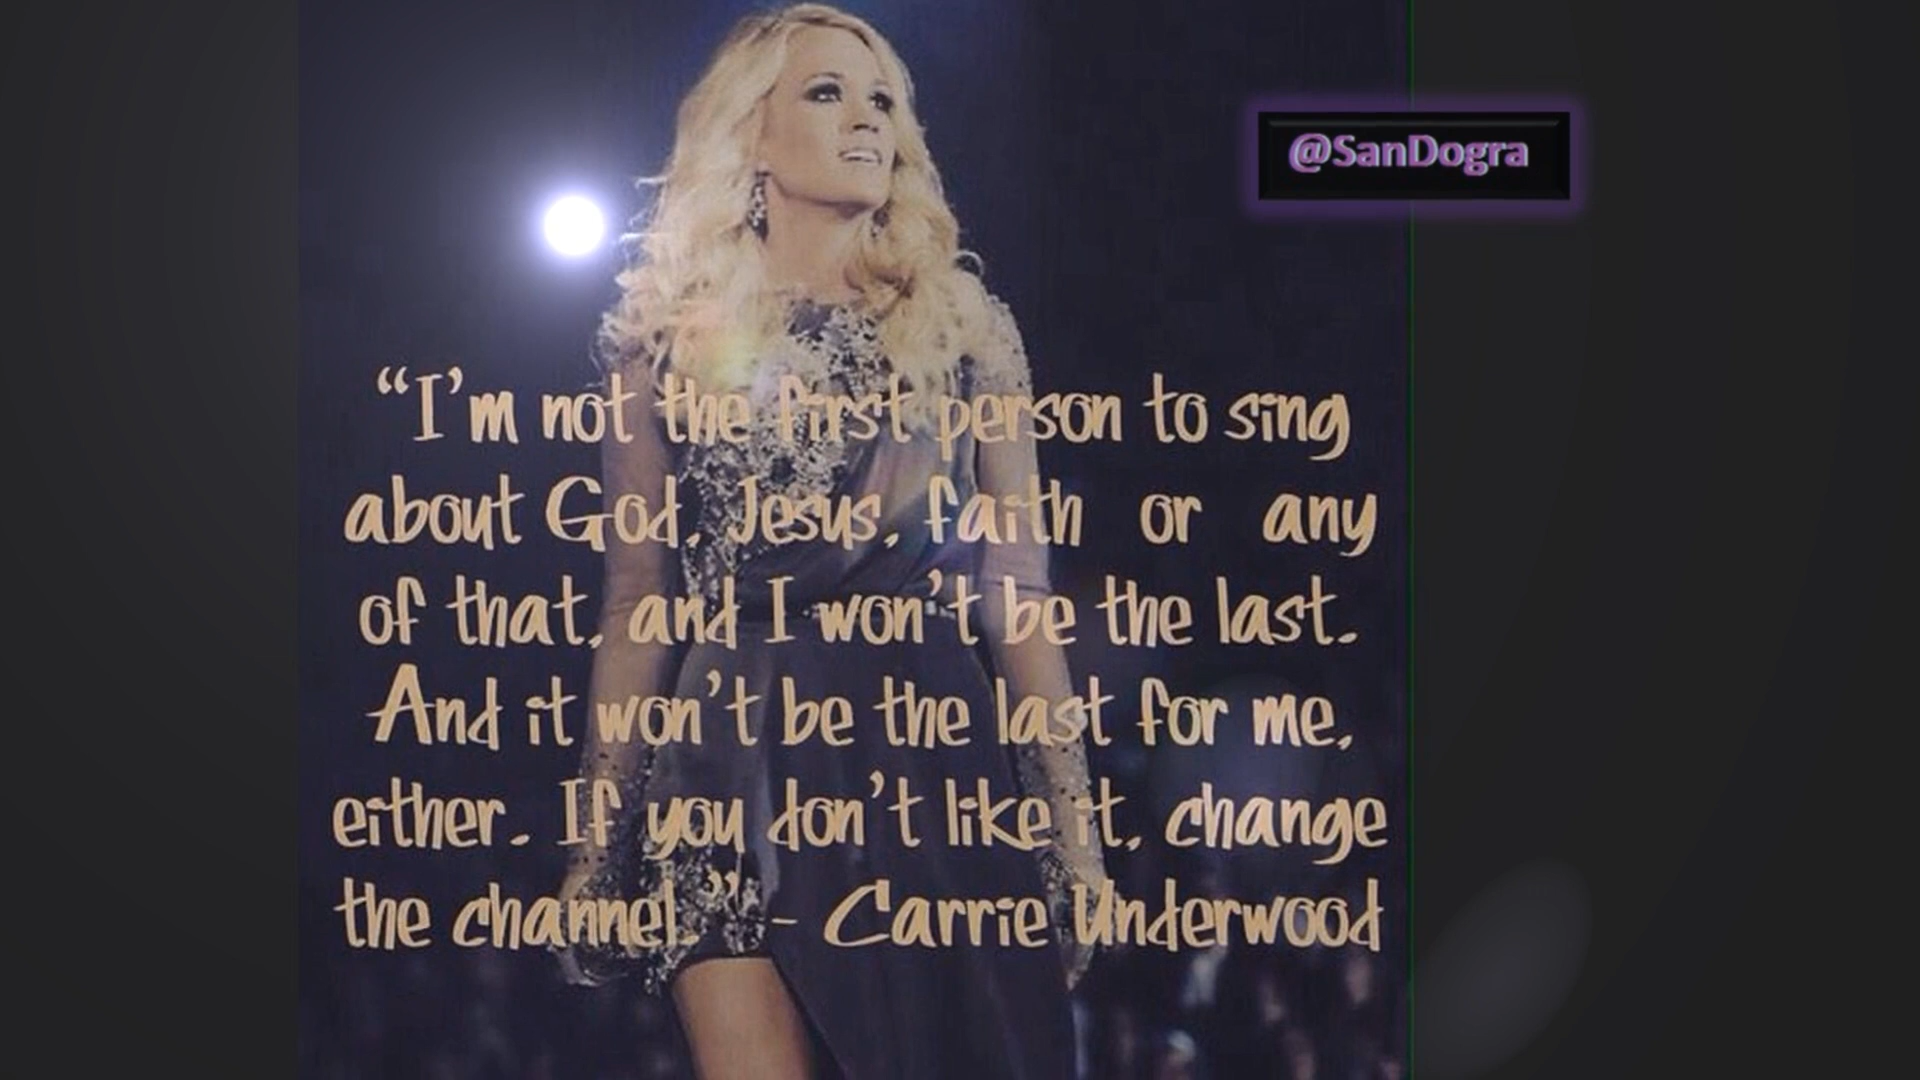 @SanDogra
“I’m not the first person to sing
about God, Jesus, faith or any
of that, and I won’t be the last.
And it won’t be the last for me,
either. If you don’t like it, change
the channel.” - Carrie Underwood